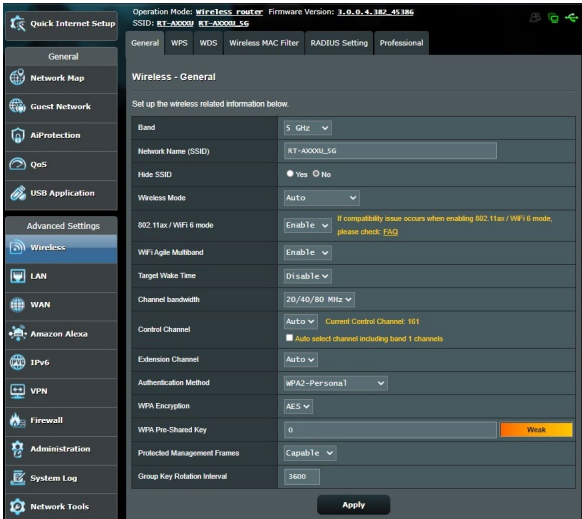 Quick Internet Setup
General
Network Map
Guest Network
AiProtection
QoS
USB Application
Advanced Settings
Wireless
LAN
WAN
Amazon Alexa
IPv6
VPN
Firewall
Administration
System Log
Network Tools
Operation Mode: Wireless router Firmware Version: 3.0.0.4.382_45386
SSID: RT-AXXXU RT-AXXXU_5G
General WPS WDS Wireless MAC Filter RADIUS Setting Professional
Wireless - General
Set up the wireless related information below.
Band 5 GHz
Network Name (SSID) RT-AXXXU_5G
Hide SSID Yes No
Wireless Mode Auto
802.11ax / WiFi 6 mode Enable If compatibility issue occurs when enabling 802.11ax / WiFi 6 mode,
please check: FAQ
WiFi Agile Multiband Enable
Target Wake Time Disable
Channel bandwidth 20/40/80 MHz
Control Channel Auto Current Control Channel: 161
Auto select channel including band 1 channels
Extension Channel Auto
Authentication Method WPA2-Personal
WPA Encryption AES
WPA Pre-Shared Key 0 Weak
Protected Management Frames Capable
Group Key Rotation Interval 3600
Apply